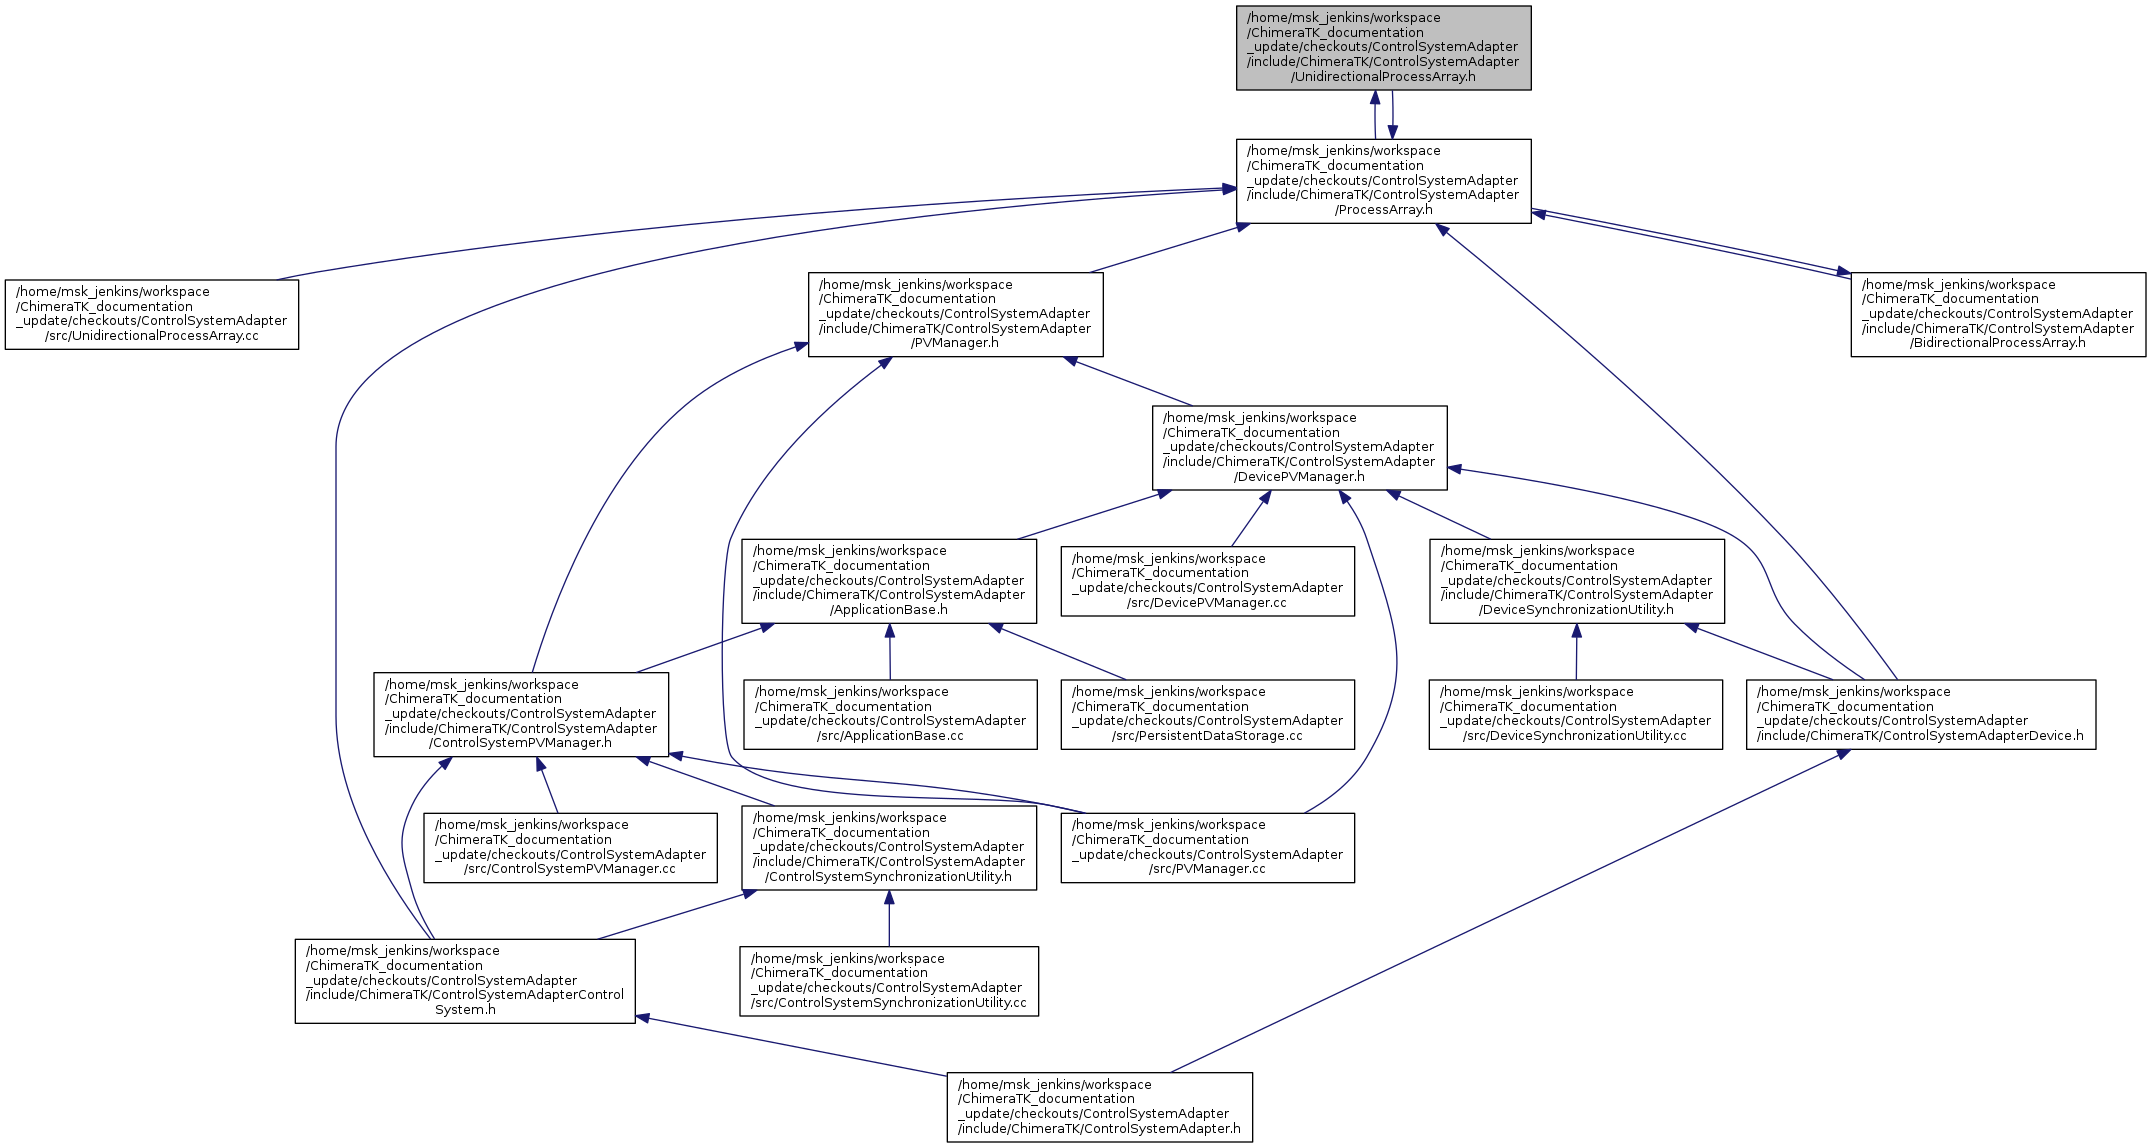 /home/msk_jenkins/workspace
/ChimeraTK_documentation
_update/checkouts/ControlSystemAdapter
/include/ChimeraTK/ControlSystemAdapter
/UnidirectionalProcessArray.h
/home/msk_jenkins/workspace
/ChimeraTK_documentation
_update/checkouts/ControlSystemAdapter
/include/ChimeraTK/ControlSystemAdapter
/ProcessArray.h
/home/msk_jenkins/workspace
/ChimeraTK_documentation
_update/checkouts/ControlSystemAdapter
/src/UnidirectionalProcessArray.cc
/home/msk_jenkins/workspace
/ChimeraTK_documentation
_update/checkouts/ControlSystemAdapter
/include/ChimeraTK/ControlSystemAdapter
/PVManager.h
/home/msk_jenkins/workspace
/ChimeraTK_documentation
_update/checkouts/ControlSystemAdapter
/include/ChimeraTK/ControlSystemAdapter
/BidirectionalProcessArray.h
/home/msk_jenkins/workspace
/ChimeraTK_documentation
_update/checkouts/ControlSystemAdapter
/include/ChimeraTK/ControlSystemAdapter
/DevicePVManager.h
/home/msk_jenkins/workspace
/ChimeraTK_documentation
_update/checkouts/ControlSystemAdapter
/include/ChimeraTK/ControlSystemAdapter
/ApplicationBase.h
/home/msk_jenkins/workspace
/ChimeraTK_documentation
_update/checkouts/ControlSystemAdapter
/src/DevicePVManager.cc
/home/msk_jenkins/workspace
/ChimeraTK_documentation
_update/checkouts/ControlSystemAdapter
/include/ChimeraTK/ControlSystemAdapter
/DeviceSynchronizationUtility.h
/home/msk_jenkins/workspace
/ChimeraTK_documentation
_update/checkouts/ControlSystemAdapter
/include/ChimeraTK/ControlSystemAdapter
/ControlSystemPVManager.h
/home/msk_jenkins/workspace
/ChimeraTK_documentation
_update/checkouts/ControlSystemAdapter
/src/ApplicationBase.cc
/home/msk_jenkins/workspace
/ChimeraTK_documentation
_update/checkouts/ControlSystemAdapter
/src/PersistentDataStorage.cc
/home/msk_jenkins/workspace
/ChimeraTK_documentation
_update/checkouts/ControlSystemAdapter
/src/DeviceSynchronizationUtility.cc
/home/msk_jenkins/workspace
/ChimeraTK_documentation
_update/checkouts/ControlSystemAdapter
/include/ChimeraTK/ControlSystemAdapterDevice.h
/home/msk_jenkins/workspace
/ChimeraTK_documentation
_update/checkouts/ControlSystemAdapter
/src/ControlSystemPVManager.cc
/home/msk_jenkins/workspace
/ChimeraTK_documentation
_update/checkouts/ControlSystemAdapter
/include/ChimeraTK/ControlSystemAdapter
/ControlSystemSynchronizationUtility.h
/home/msk_jenkins/workspace
/ChimeraTK_documentation
_update/checkouts/ControlSystemAdapter
/src/PVManager.cc
/home/msk_jenkins/workspace
/ChimeraTK_documentation
_update/checkouts/ControlSystemAdapter
/include/ChimeraTK/ControlSystemAdapterControl
System.h
/home/msk_jenkins/workspace
/ChimeraTK_documentation
_update/checkouts/ControlSystemAdapter
/src/ControlSystemSynchronizationUtility.cc
/home/msk_jenkins/workspace
/ChimeraTK_documentation
_update/checkouts/ControlSystemAdapter
/include/ChimeraTK/ControlSystemAdapter.h